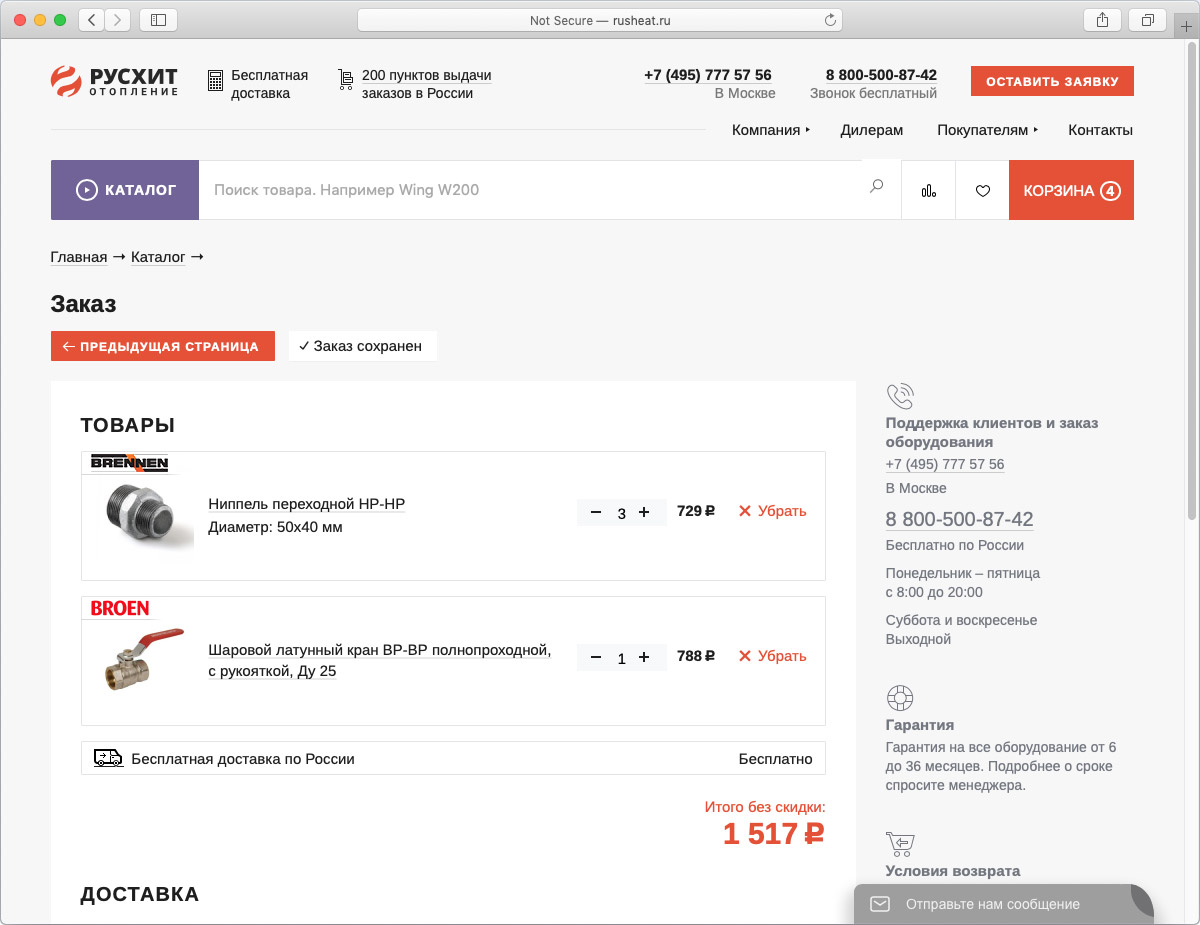 Not Secure — rusheat.ru
РУСХИТ
ОТОПЛЕНИЕ
Бесплатная
доставка
200 пунктов выдачи
заказов в России
+7 (495) 777 57 56
В Москве
8 800-500-87-42
Звонок бесплатный
ОСТАВИТЬ ЗАЯВКУ
Компания
Дилерам
Покупателям
Контакты
КАТАЛОГ
Поиск товара. Например Wing W200
КОРЗИНА 4
Главная → Каталог →
Заказ
← ПРЕДЫДУЩАЯ СТРАНИЦА
✓ Заказ сохранен
ТОВАРЫ
BRENNEN
Ниппель переходной НР-НР
Диаметр: 50x40 мм
− 3 +
729 ₽
✕ Убрать
BROEN
Шаровой латунный кран ВР-ВР полнопроходной,
с рукояткой, Ду 25
− 1 +
788 ₽
✕ Убрать
Бесплатная доставка по России
Бесплатно
Итого без скидки:
1 517 ₽
ДОСТАВКА
Поддержка клиентов и заказ
оборудования
+7 (495) 777 57 56
В Москве
8 800-500-87-42
Бесплатно по России
Понедельник – пятница
с 8:00 до 20:00
Суббота и воскресенье
Выходной
Гарантия
Гарантия на все оборудование от 6
до 36 месяцев. Подробнее о сроке
спросите менеджера.
Условия возврата
Отправьте нам сообщение